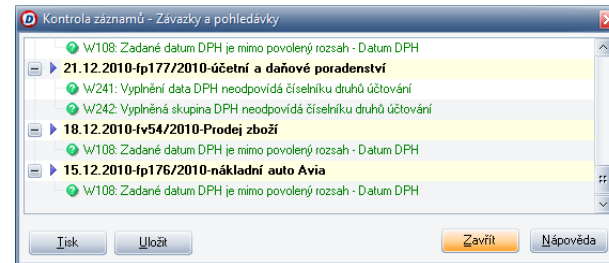 Kontrola záznamů - Závazky a pohledávky
W108: Zadané datum DPH je mimo povolený rozsah - Datum DPH
21.12.2010-fp177/2010-účetní a daňové poradenství
W241: Vyplnění data DPH neodpovídá číselníku druhů účtování
W242: Vyplněná skupina DPH neodpovídá číselníku druhů účtování
18.12.2010-fv54/2010-Prodej zboží
W108: Zadané datum DPH je mimo povolený rozsah - Datum DPH
15.12.2010-fp176/2010-nákladní auto Avia
W108: Zadané datum DPH je mimo povolený rozsah - Datum DPH
Tisk Uložit Zavřít Nápověda